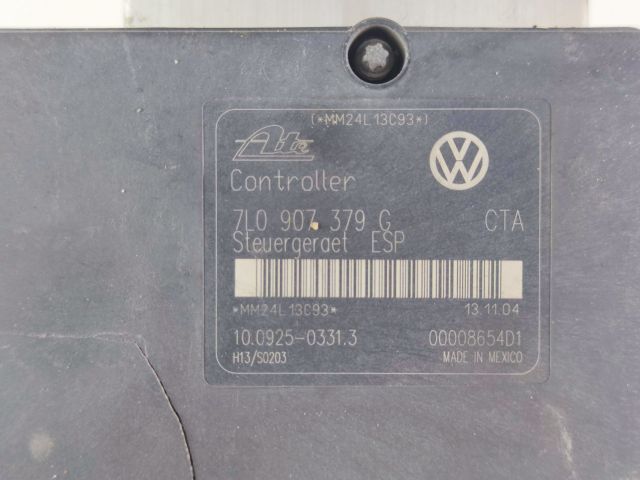 (*MM24L13C93*)
Ate
VW
Controller
7L0 907 379 G CTA
Steuergeraet ESP
*MM24L13C93* 13.11.04
10.0925-0331.3 00008654D1
H13/S0203 MADE IN MEXICO